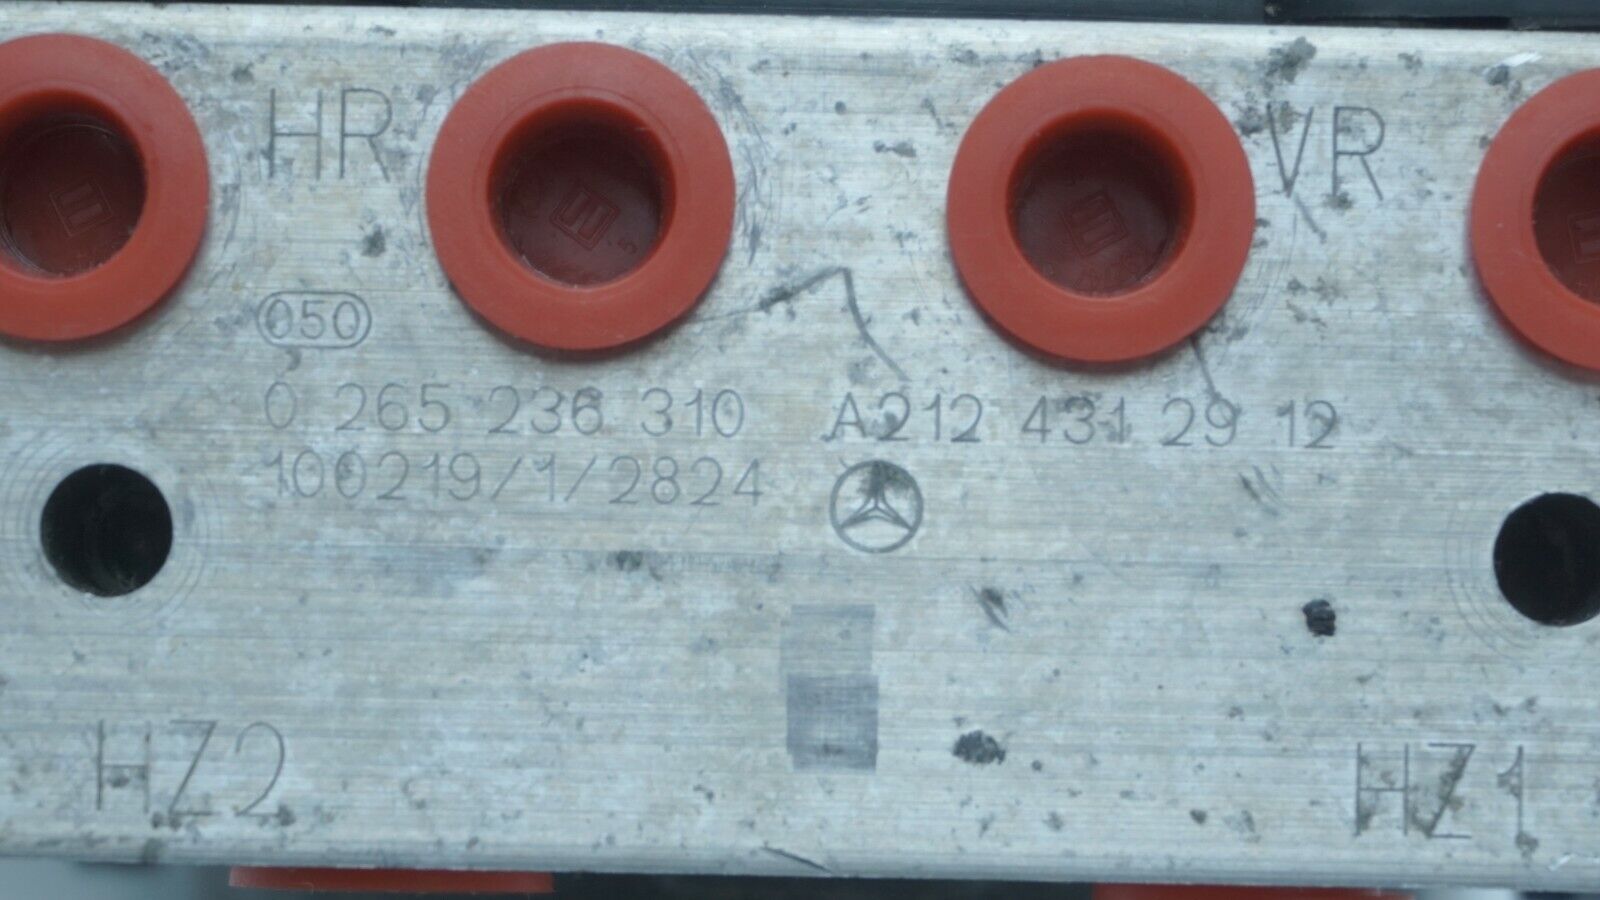 HR VR
050
0 265 236 310 A212 431 29 12
100219/1/2824
HZ2 HZ1